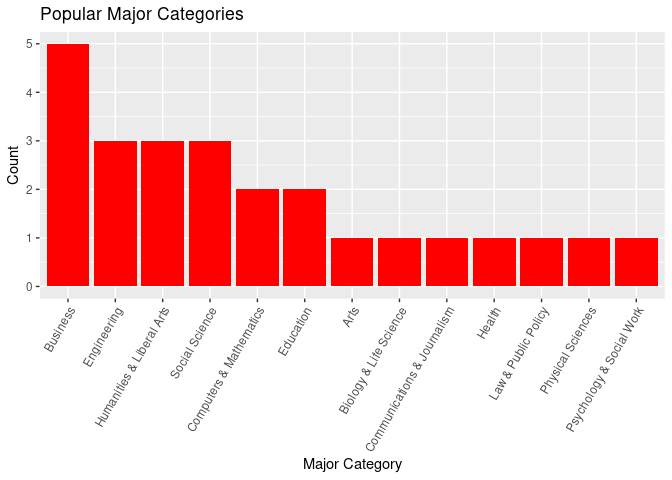 Popular Major Categories
Count
5
4
3
2
1
0
Business
Engineering
Humanities & Liberal Arts
Social Science
Computers & Mathematics
Education
Arts
Biology & Life Science
Communications & Journalism
Health
Law & Public Policy
Physical Sciences
Psychology & Social Work
Major Category